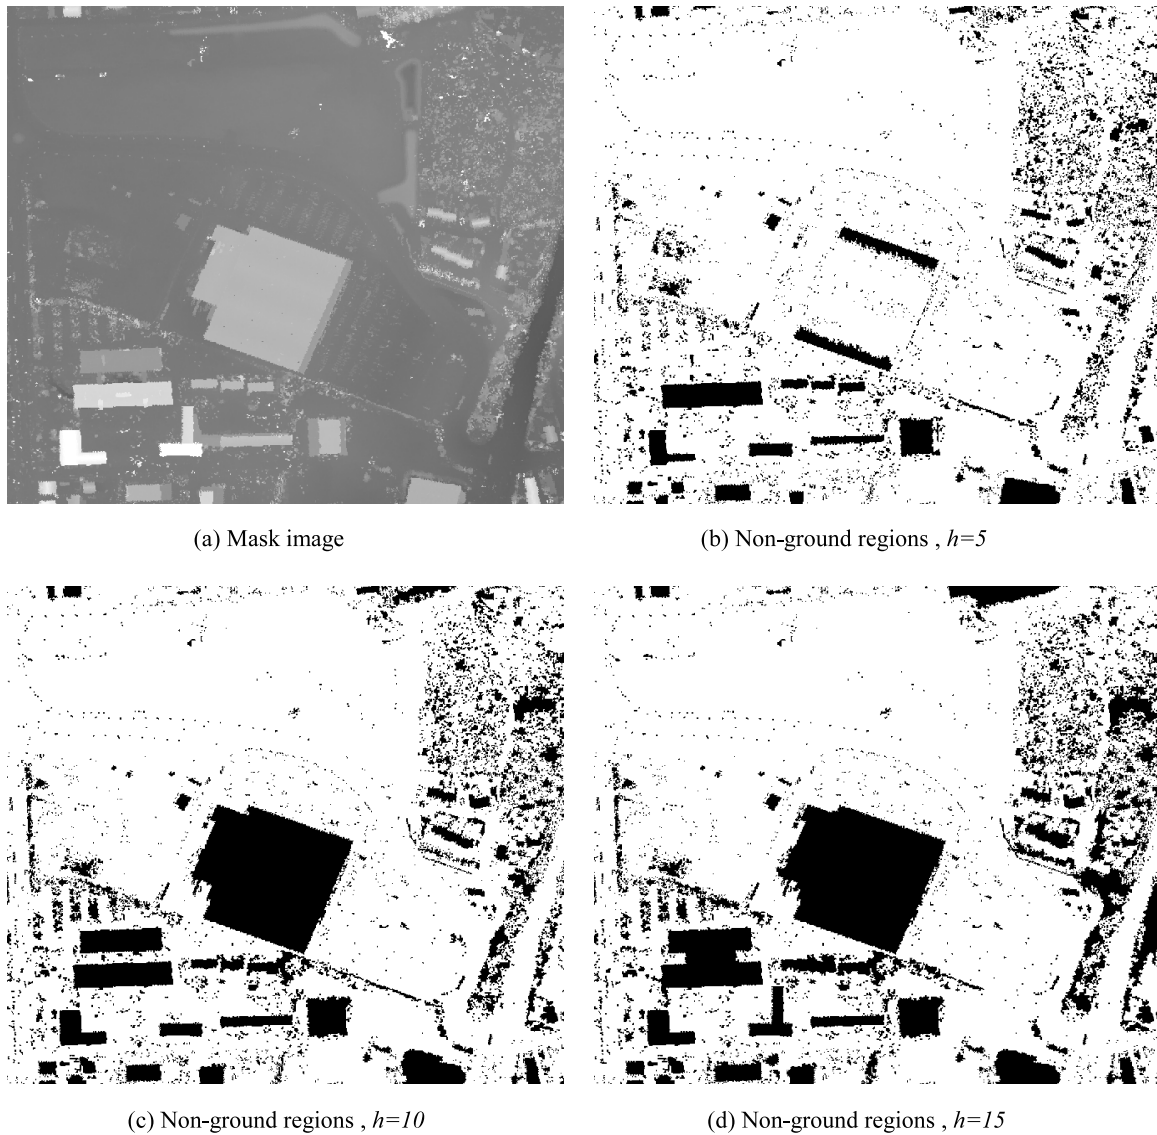 (a) Mask image
(b) Non-ground regions , h=5
(c) Non-ground regions , h=10
(d) Non-ground regions , h=15